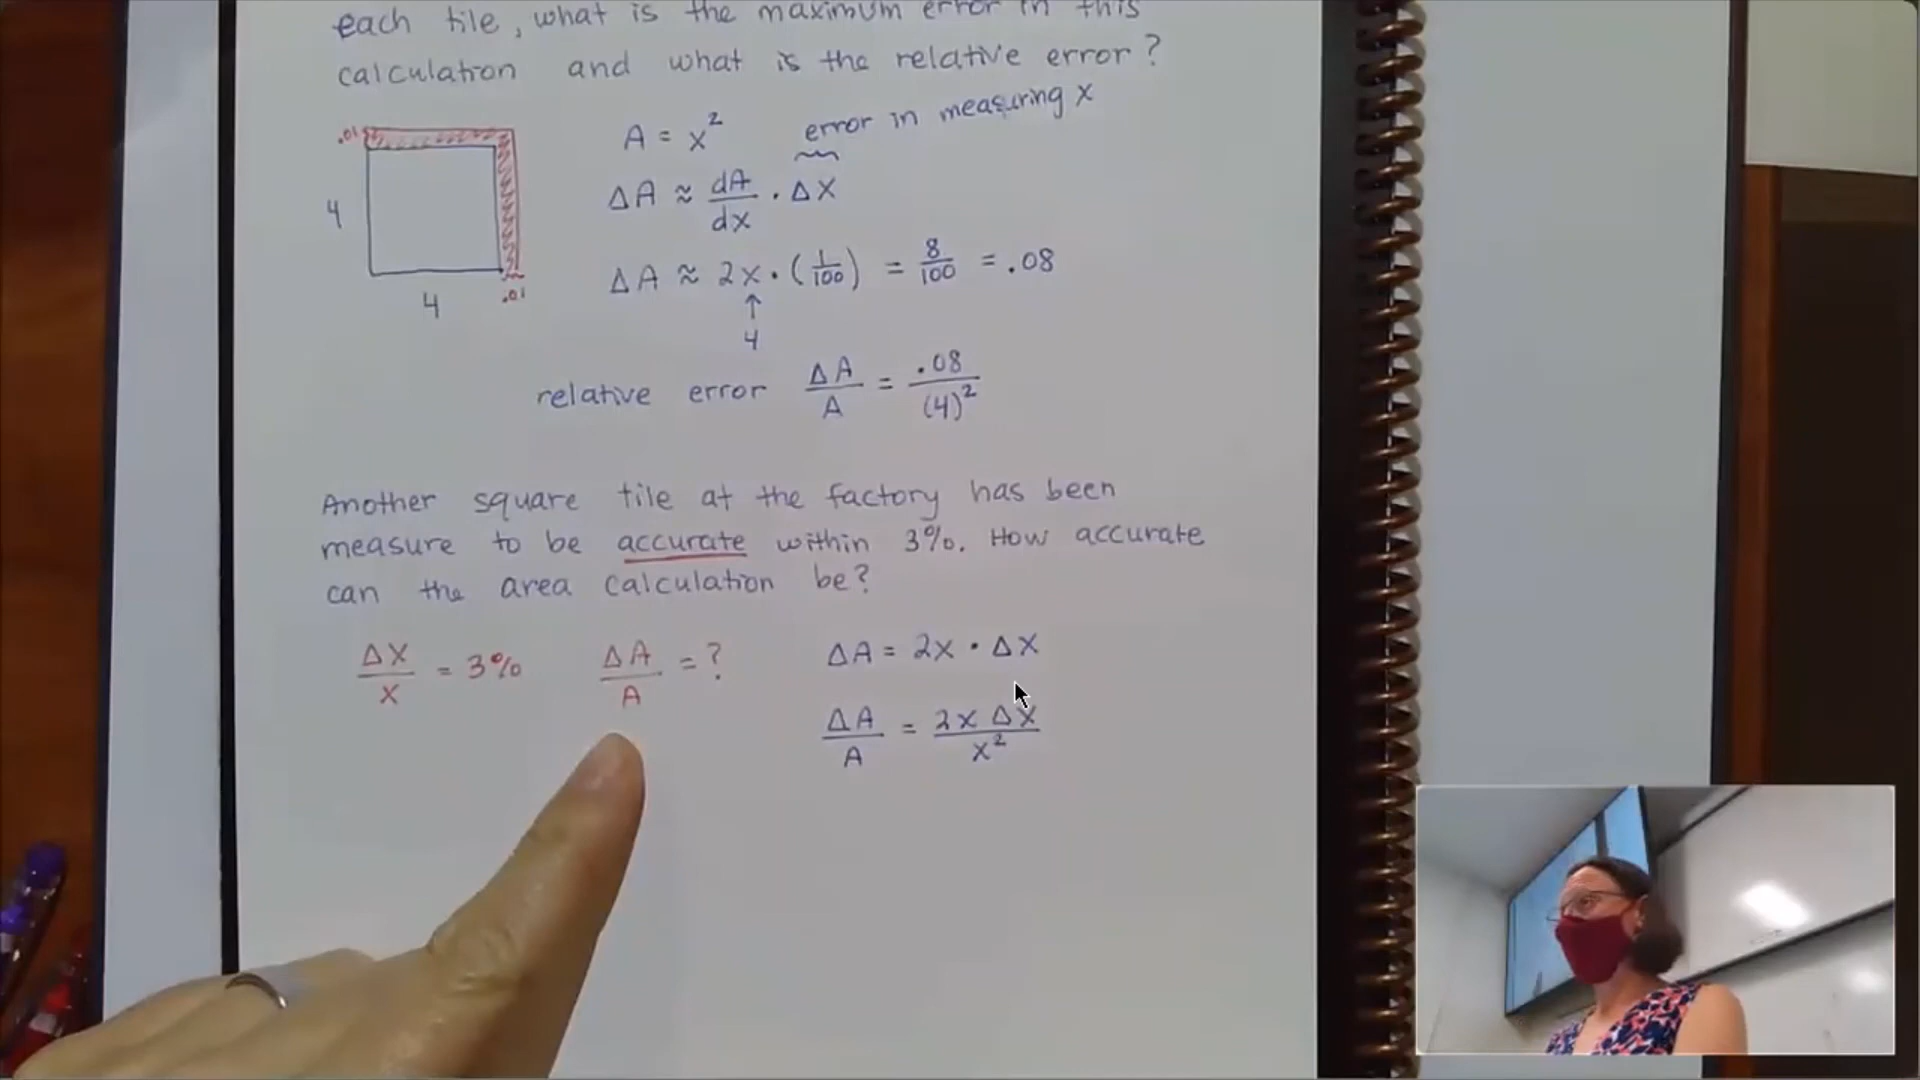 each tile, what is the maximum error in this
calculation and what is the relative error?
.01
4
4
.01
A = x²
error in measuring x
ΔA ≈ dA/dx · Δx
ΔA ≈ 2x · (1/100) = 8/100 = .08
↑
4
relative error ΔA/A = .08/(4)²
Another square tile at the factory has been
measure to be accurate within 3%. How accurate
can the area calculation be?
Δx/x = 3% ΔA/A = ?
ΔA = 2x · Δx
ΔA/A = 2x Δx/x²